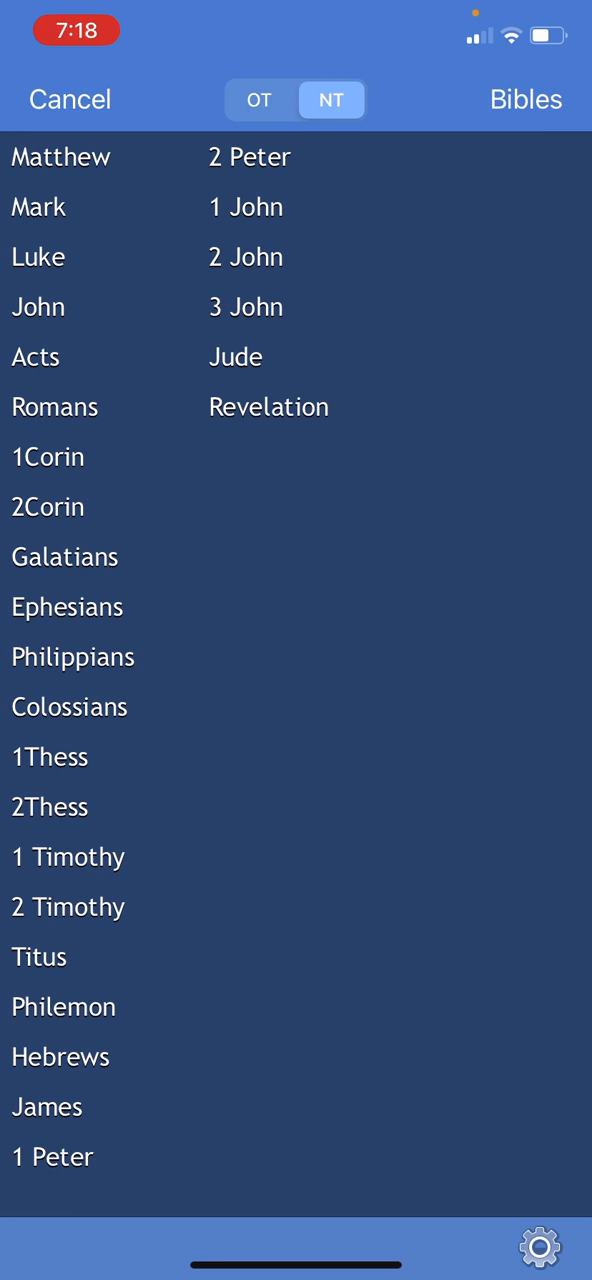 7:18
Cancel
OT
NT
Bibles
Matthew
Mark
Luke
John
Acts
Romans
1Corin
2Corin
Galatians
Ephesians
Philippians
Colossians
1Thess
2Thess
1 Timothy
2 Timothy
Titus
Philemon
Hebrews
James
1 Peter
2 Peter
1 John
2 John
3 John
Jude
Revelation